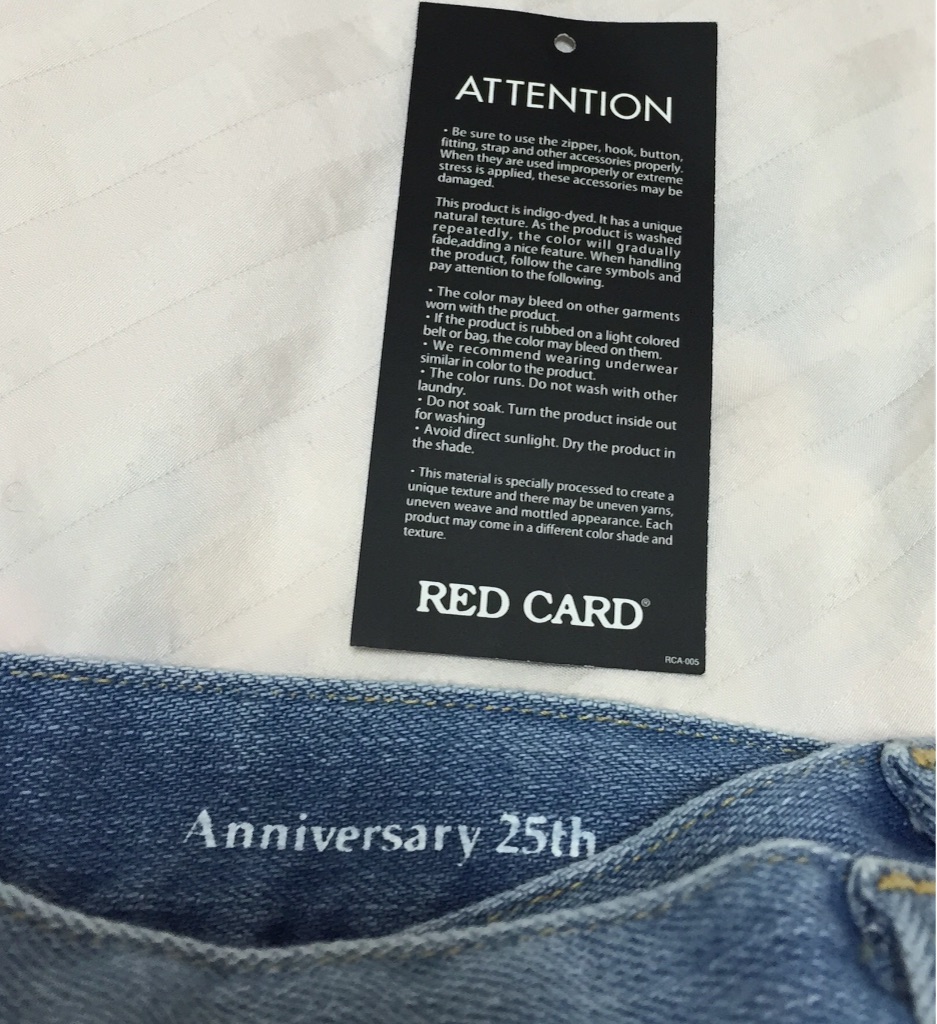 ATTENTION
• Be sure to use the zipper, hook, button,
fitting, strap and other accessories properly.
When they are used improperly or extreme
stress is applied, these accessories may be
damaged.
This product is indigo-dyed. It has a unique
natural texture. As the product is washed
repeatedly, the color will gradually
fade,adding a nice feature. When handling
the product, follow the care symbols and
pay attention to the following.
• The color may bleed on other garments
worn with the product.
• If the product is rubbed on a light colored
belt or bag, the color may bleed on them.
• We recommend wearing underwear
similar in color to the product.
• The color runs. Do not wash with other
laundry.
• Do not soak. Turn the product inside out
for washing
• Avoid direct sunlight. Dry the product in
the shade.
• This material is specially processed to create a
unique texture and there may be uneven yarns,
uneven weave and mottled appearance. Each
product may come in a different color shade and
texture.
RED CARD®
RCA-005
Anniversary 25th